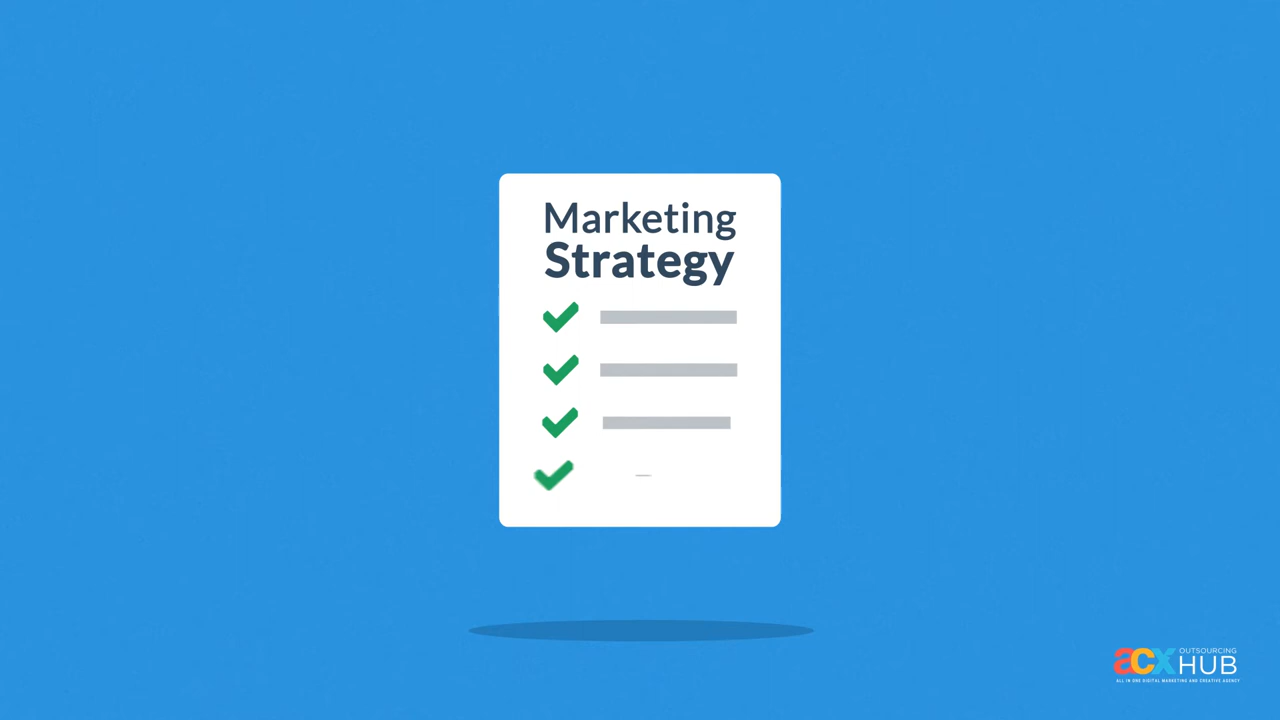 Marketing
Strategy
acx OUTSOURCING
HUB
ALL IN ONE DIGITAL MARKETING AND CREATIVE AGENCY